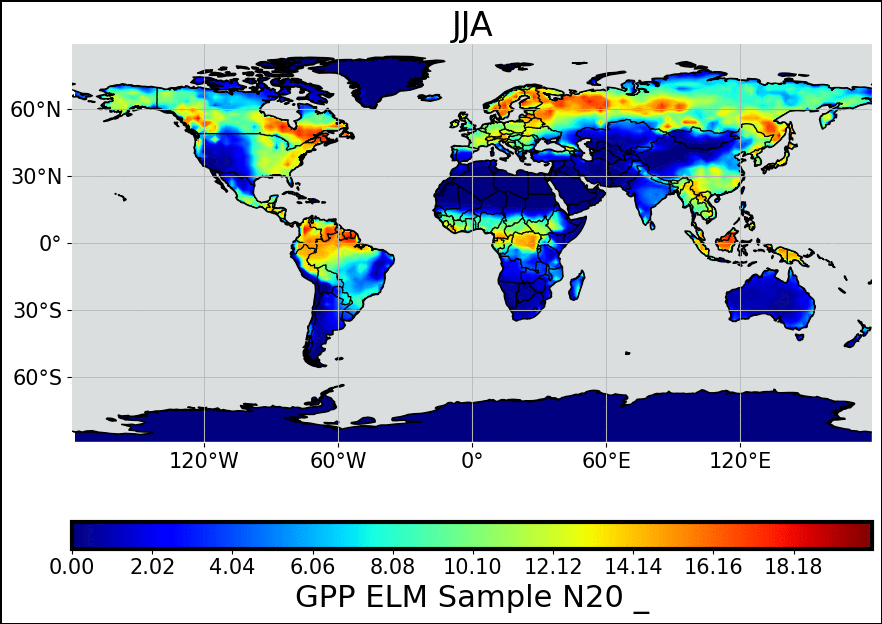 JJA
60°N
30°N
0°
30°S
60°S
120°W 60°W 0° 60°E 120°E
0.00 2.02 4.04 6.06 8.08 10.10 12.12 14.14 16.16 18.18
GPP ELM Sample N20 _